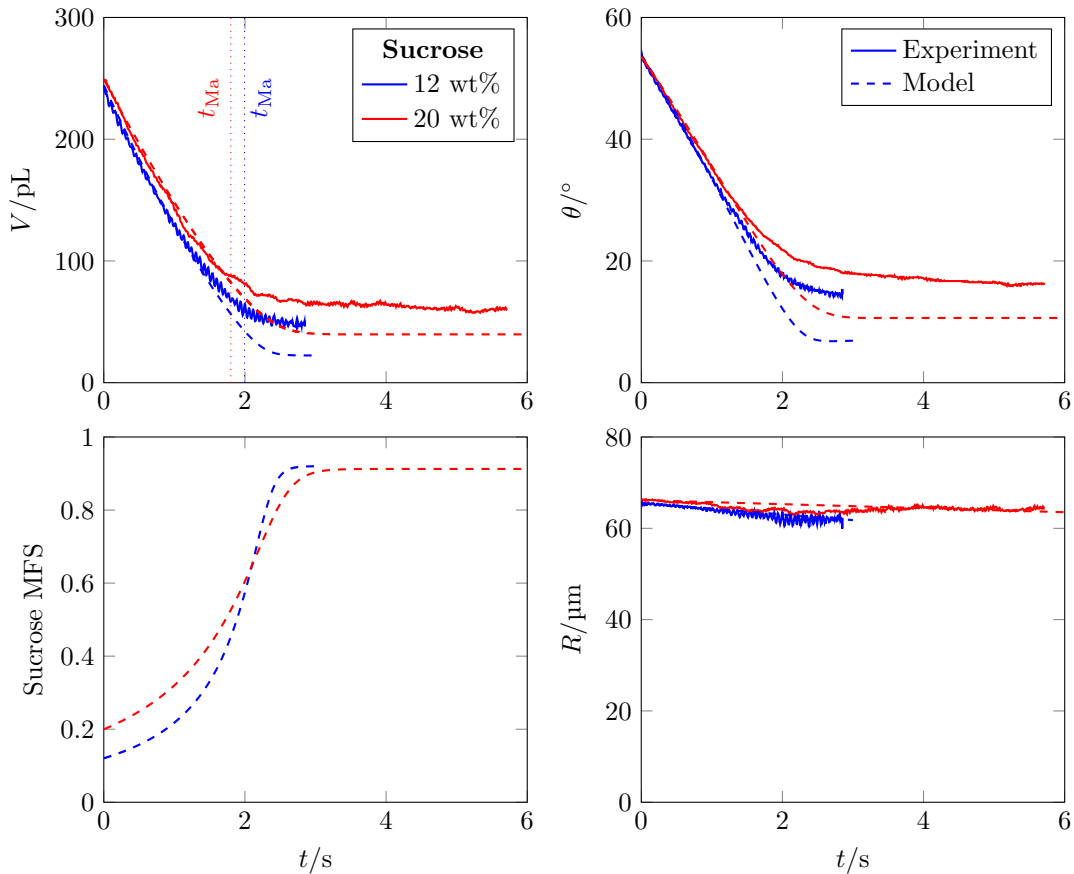 300
200
100
0
V/pL
0
2
4
6
t_Ma
t_Ma
Sucrose
12 wt%
20 wt%
60
40
20
0
θ/°
0
2
4
6
Experiment
Model
1
0.8
0.6
0.4
0.2
0
Sucrose MFS
0
2
4
6
t/s
80
60
40
20
0
R/µm
0
2
4
6
t/s